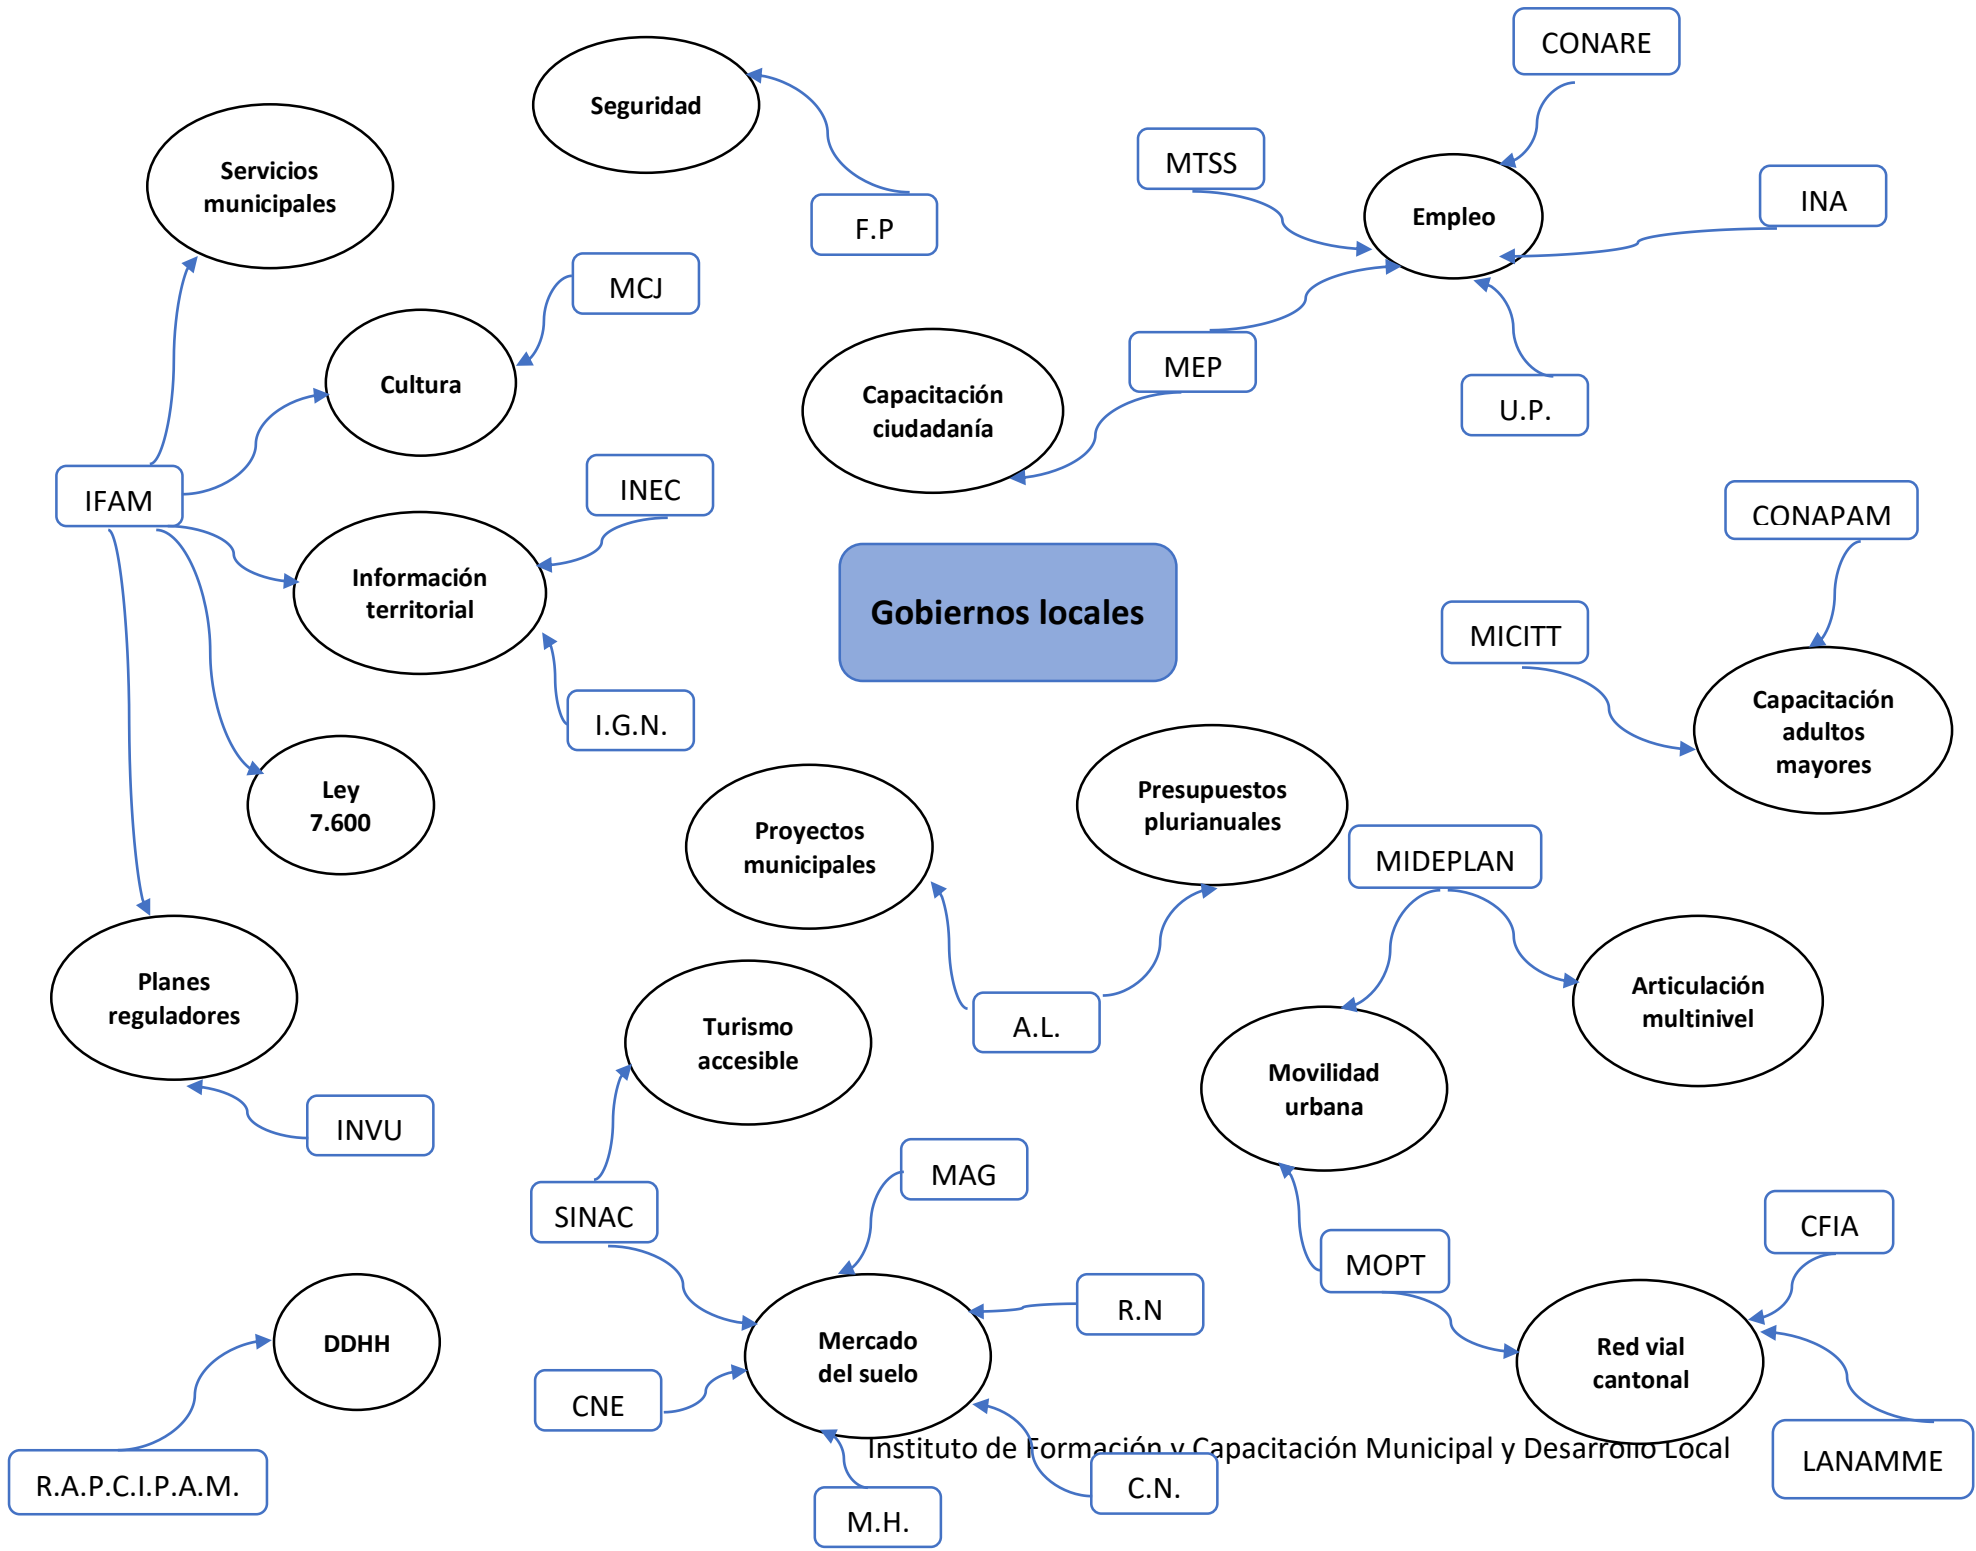 CONARE
Seguridad
MTSS
Servicios
municipales
INA
Empleo
F.P
MCJ
MEP
Cultura
Capacitación
ciudadanía
U.P.
IFAM
INEC
CONAPAM
Información
territorial
Gobiernos locales
MICITT
I.G.N.
Capacitación
adultos
mayores
Ley
7.600
Presupuestos
plurianuales
Proyectos
municipales
MIDEPLAN
Planes
reguladores
Articulación
multinivel
A.L.
Turismo
accesible
Movilidad
urbana
INVU
MAG
SINAC
CFIA
MOPT
R.N
DDHH
Mercado
del suelo
Red vial
cantonal
CNE
Instituto de Formación y Capacitación Municipal y Desarrollo Local
LANAMME
R.A.P.C.I.P.A.M.
C.N.
M.H.